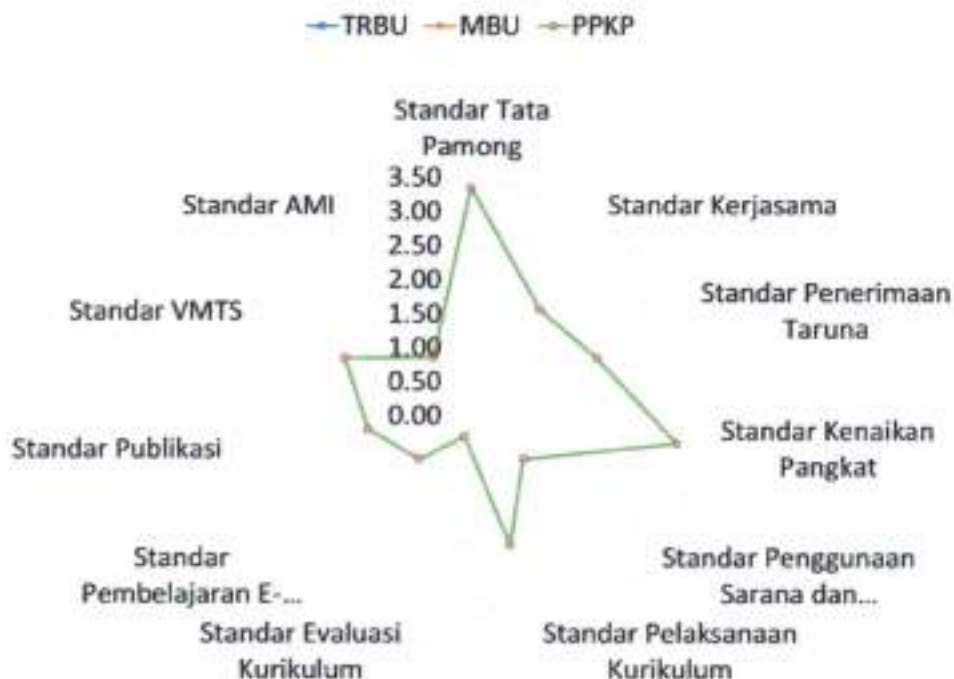 TRBU MBU PPKP
Standar Tata
Pamong
3.50
3.00
2.50
2.00
1.50
1.00
0.50
0.00
Standar Kerjasama
Standar Penerimaan
Taruna
Standar Kenaikan
Pangkat
Standar Penggunaan
Sarana dan...
Standar Pelaksanaan
Kurikulum
Standar Evaluasi
Kurikulum
Standar
Pembelajaran E-...
Standar Publikasi
Standar VMTS
Standar AMI